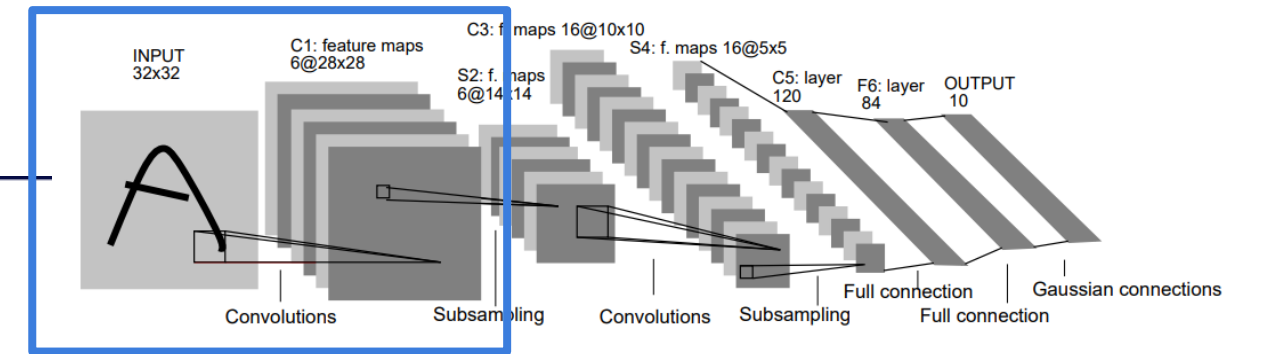 INPUT
32x32
C1: feature maps
6@28x28
S2: f. maps
6@14x14
C3: f. maps 16@10x10
S4: f. maps 16@5x5
C5: layer
120
F6: layer
84
OUTPUT
10
Convolutions
Subsampling
Convolutions
Subsampling
Full connection
Full connection
Gaussian connections